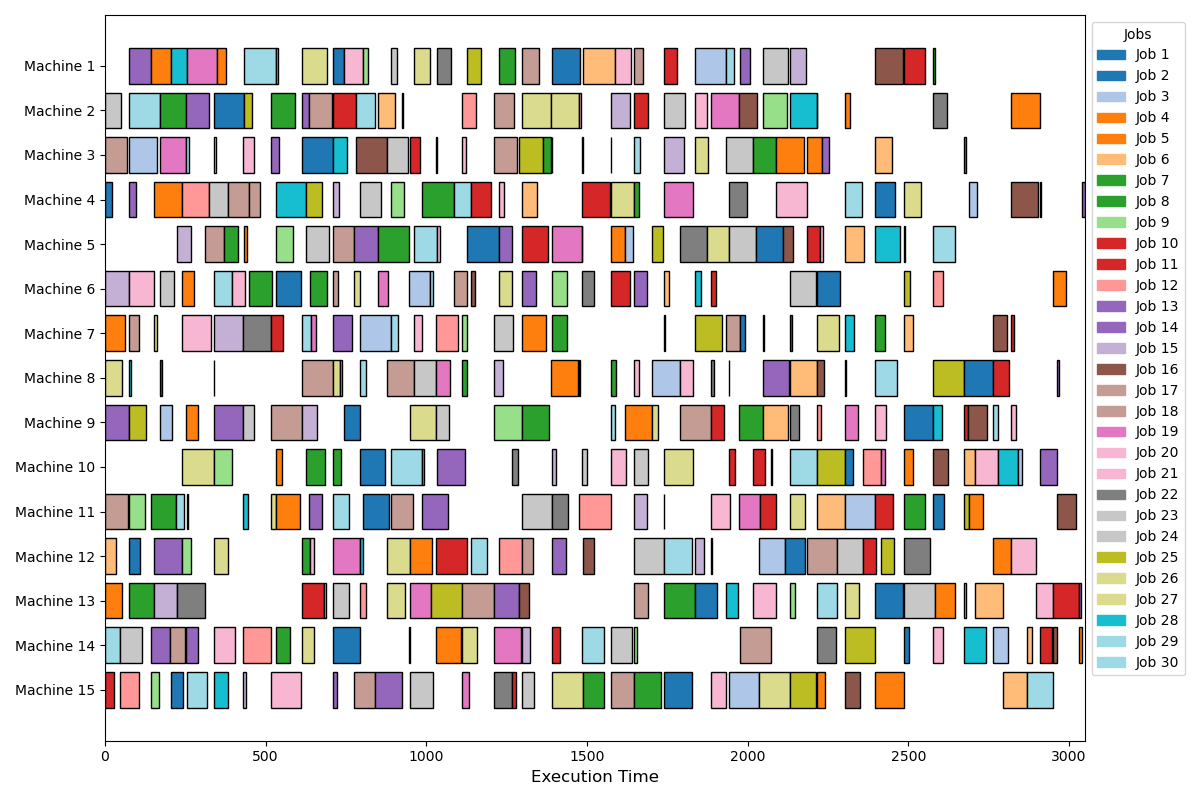 Machine 1
Machine 2
Machine 3
Machine 4
Machine 5
Machine 6
Machine 7
Machine 8
Machine 9
Machine 10
Machine 11
Machine 12
Machine 13
Machine 14
Machine 15
0 500 1000 1500 2000 2500 3000
Execution Time
Jobs
Job 1
Job 2
Job 3
Job 4
Job 5
Job 6
Job 7
Job 8
Job 9
Job 10
Job 11
Job 12
Job 13
Job 14
Job 15
Job 16
Job 17
Job 18
Job 19
Job 20
Job 21
Job 22
Job 23
Job 24
Job 25
Job 26
Job 27
Job 28
Job 29
Job 30